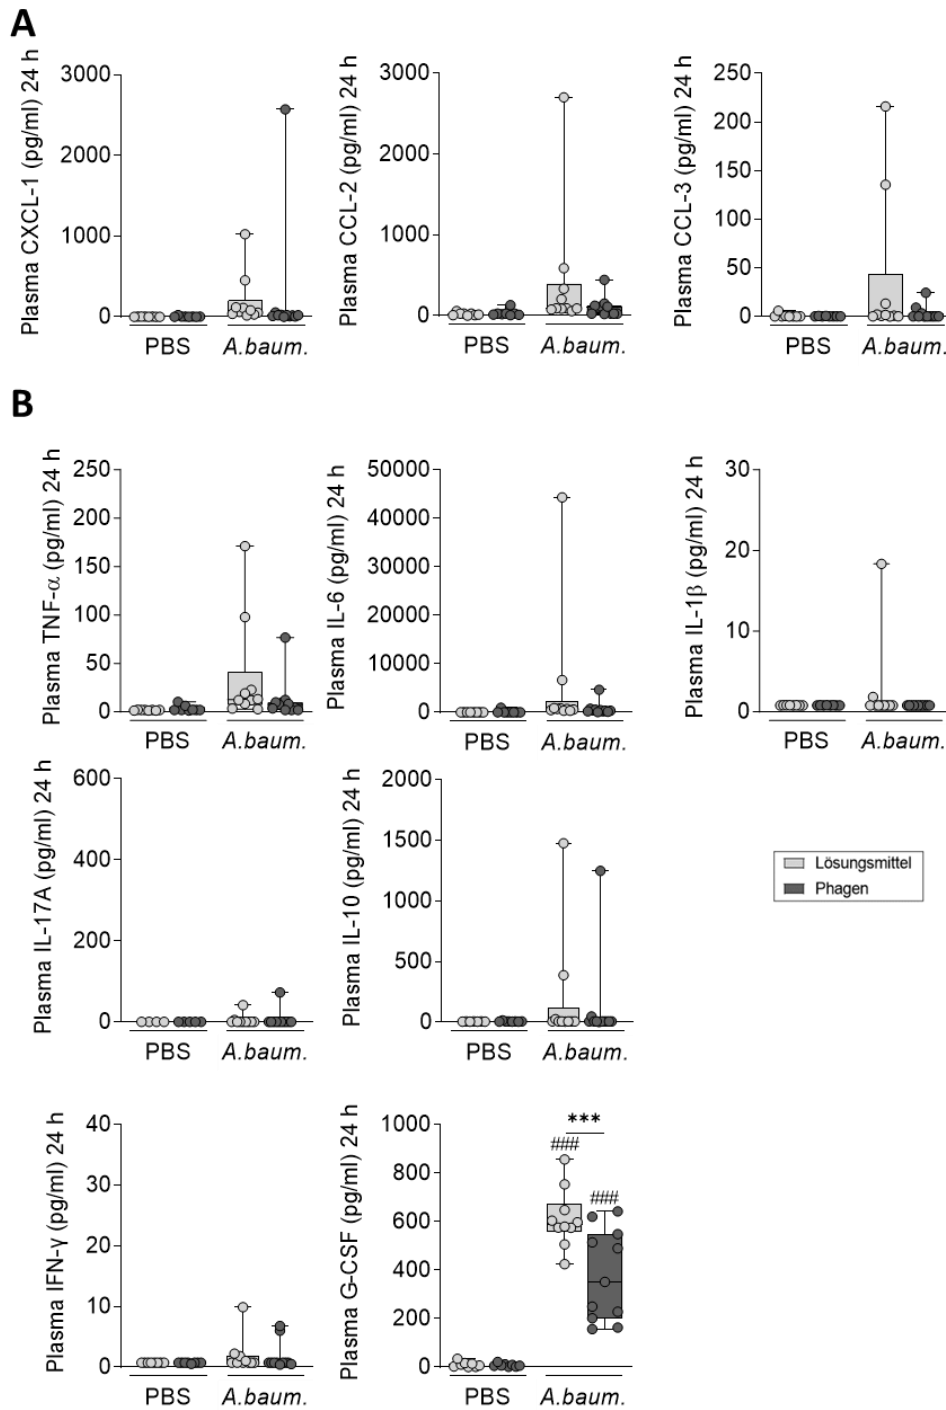 A
Plasma CXCL-1 (pg/ml) 24 h
3000
2000
1000
0
PBS
A.baum.
Plasma CCL-2 (pg/ml) 24 h
3000
2000
1000
0
PBS
A.baum.
Plasma CCL-3 (pg/ml) 24 h
250
200
150
100
50
0
PBS
A.baum.
B
Plasma TNF-α (pg/ml) 24 h
250
200
150
100
50
0
PBS
A.baum.
Plasma IL-6 (pg/ml) 24 h
50000
40000
30000
20000
10000
0
PBS
A.baum.
Plasma IL-1β (pg/ml) 24 h
30
20
10
0
PBS
A.baum.
Plasma IL-17A (pg/ml) 24 h
600
400
200
0
PBS
A.baum.
Plasma IL-10 (pg/ml) 24 h
2000
1500
1000
500
0
PBS
A.baum.
Lösungsmittel
Phagen
Plasma IFN-γ (pg/ml) 24 h
40
30
20
10
0
PBS
A.baum.
Plasma G-CSF (pg/ml) 24 h
1000
800
600
400
200
0
***
###
###
PBS
A.baum.